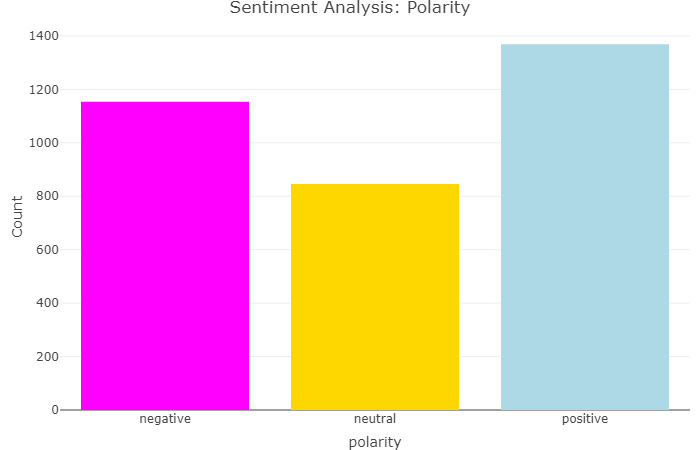 Sentiment Analysis: Polarity
1400
1200
1000
800
600
400
200
0
Count
negative
neutral
positive
polarity